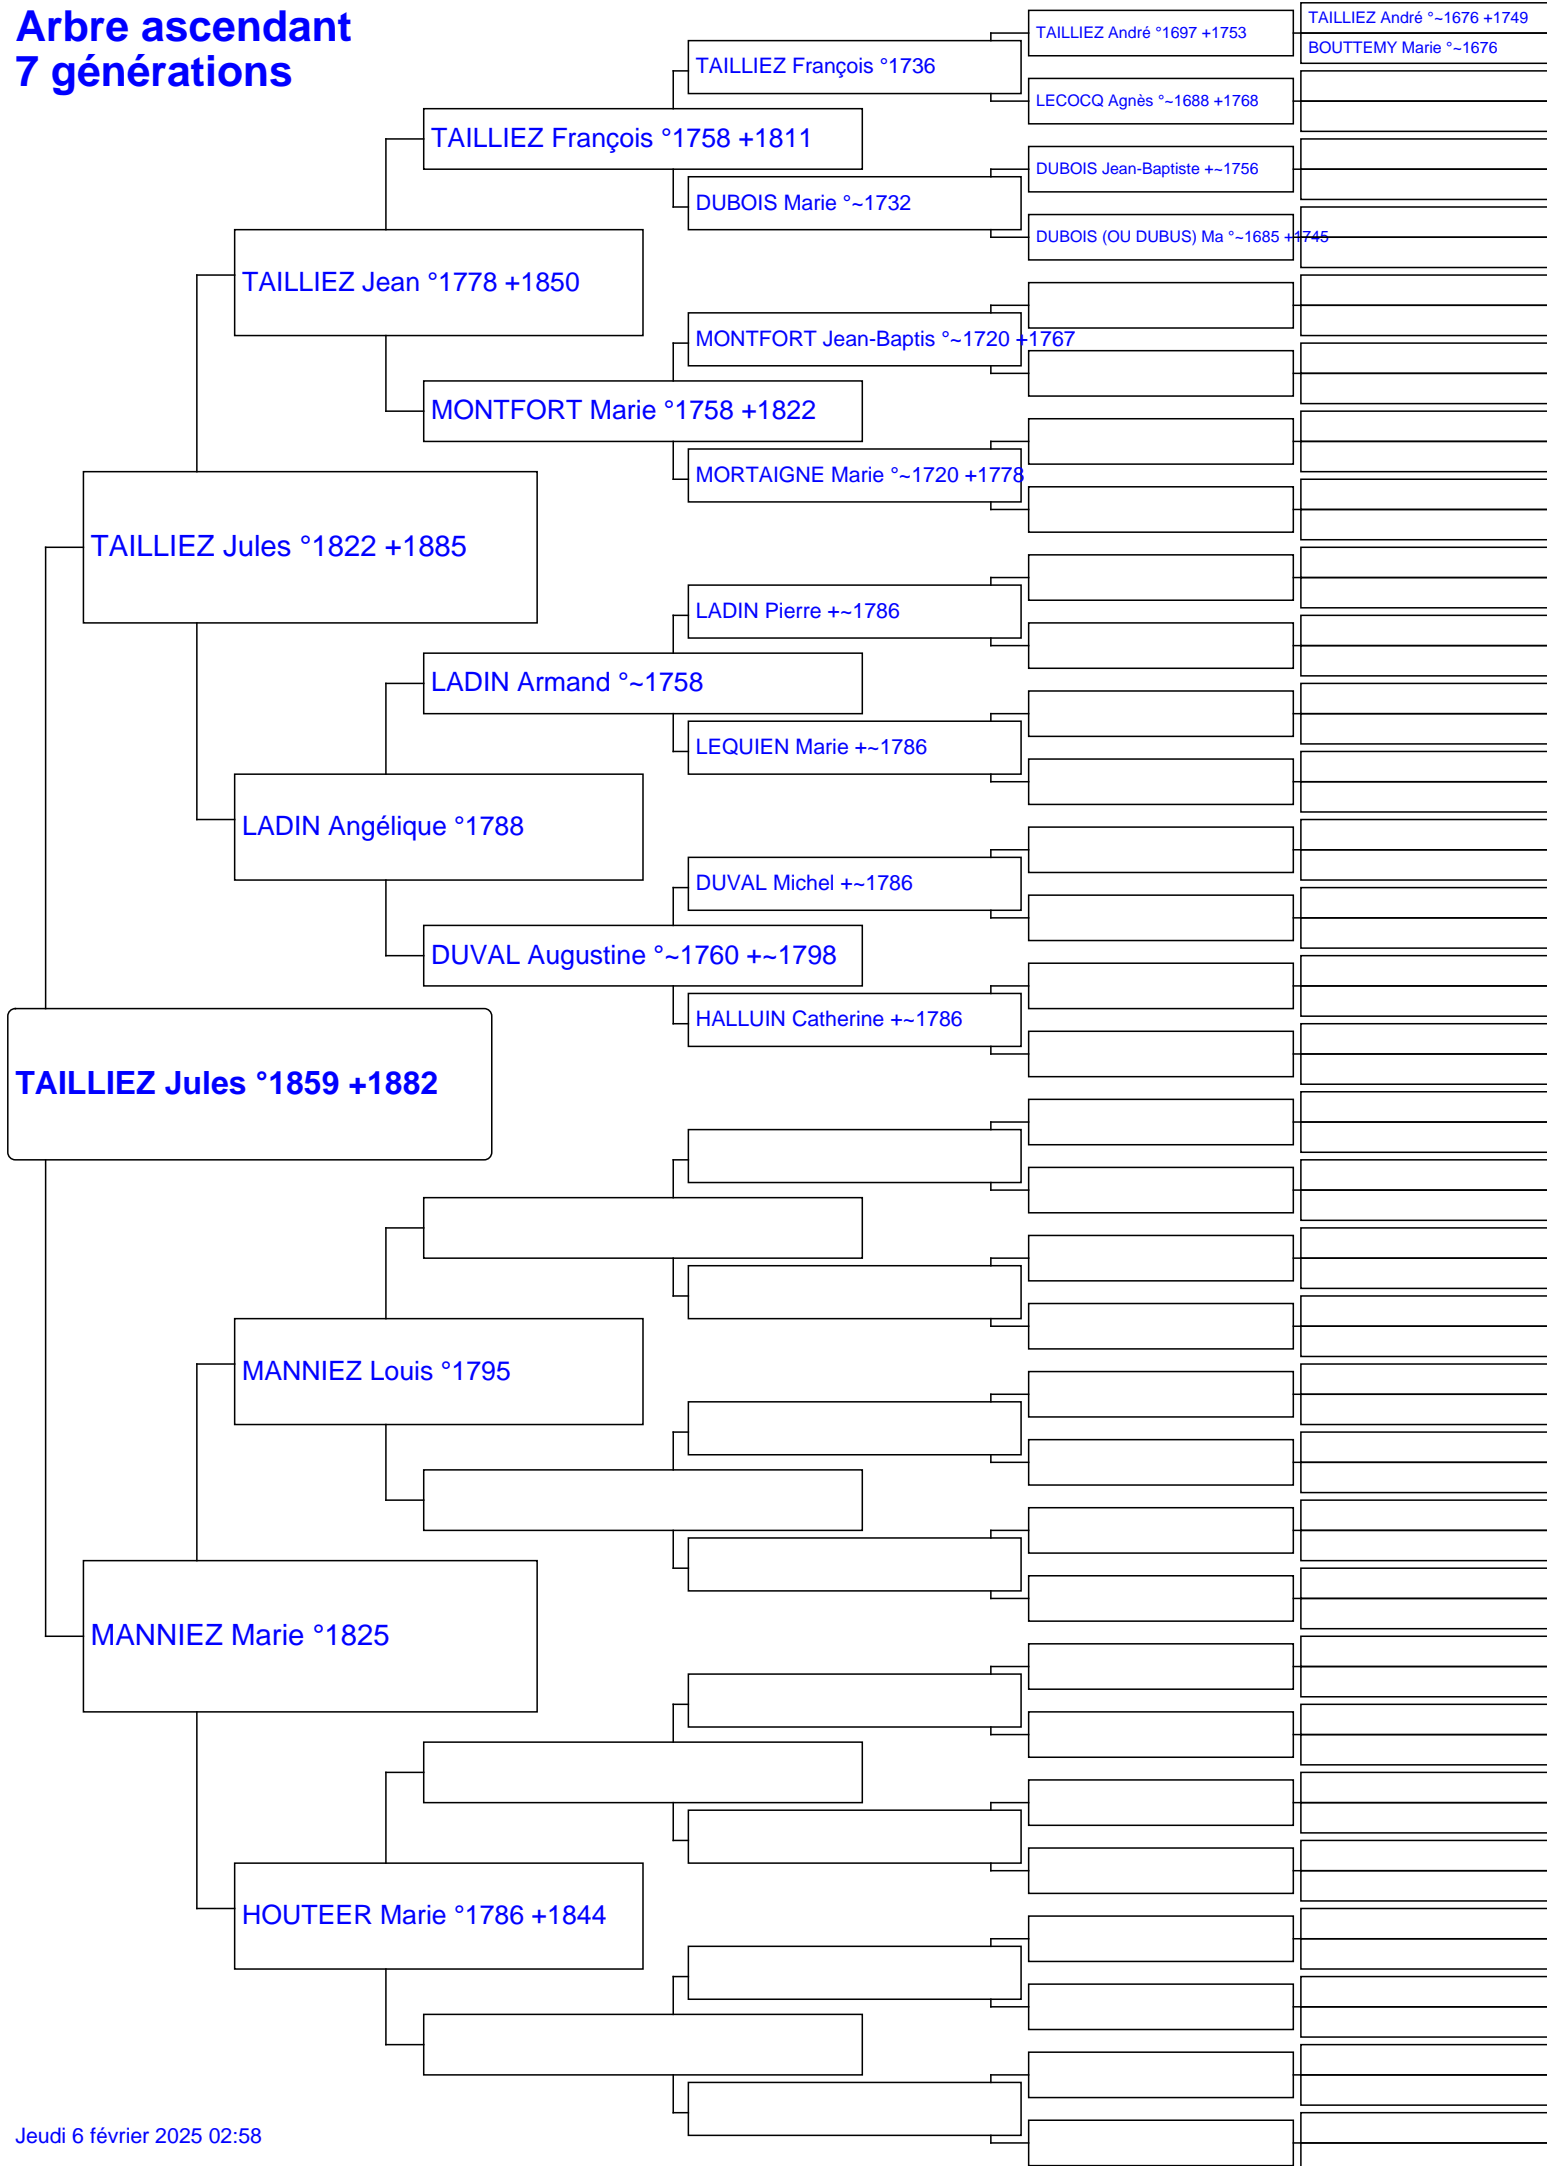 Arbre ascendant
7 générations
TAILLIEZ André °~1676 +1749
BOUTTEMY Marie °~1676
TAILLIEZ André °1697 +1753
TAILLIEZ François °1736
LECOCQ Agnès °~1688 +1768
TAILLIEZ François °1758 +1811
DUBOIS Jean-Baptiste +~1756
DUBOIS Marie °~1732
DUBOIS (OU DUBUS) Ma °~1685 +1745
TAILLIEZ Jean °1778 +1850
MONTFORT Jean-Baptis °~1720 +1767
MONTFORT Marie °1758 +1822
MORTAIGNE Marie °~1720 +1778
TAILLIEZ Jules °1822 +1885
LADIN Pierre +~1786
LADIN Armand °~1758
LEQUIEN Marie +~1786
LADIN Angélique °1788
DUVAL Michel +~1786
DUVAL Augustine °~1760 +~1798
HALLUIN Catherine +~1786
TAILLIEZ Jules °1859 +1882
MANNIEZ Louis °1795
MANNIEZ Marie °1825
HOUTEER Marie °1786 +1844
Jeudi 6 février 2025 02:58